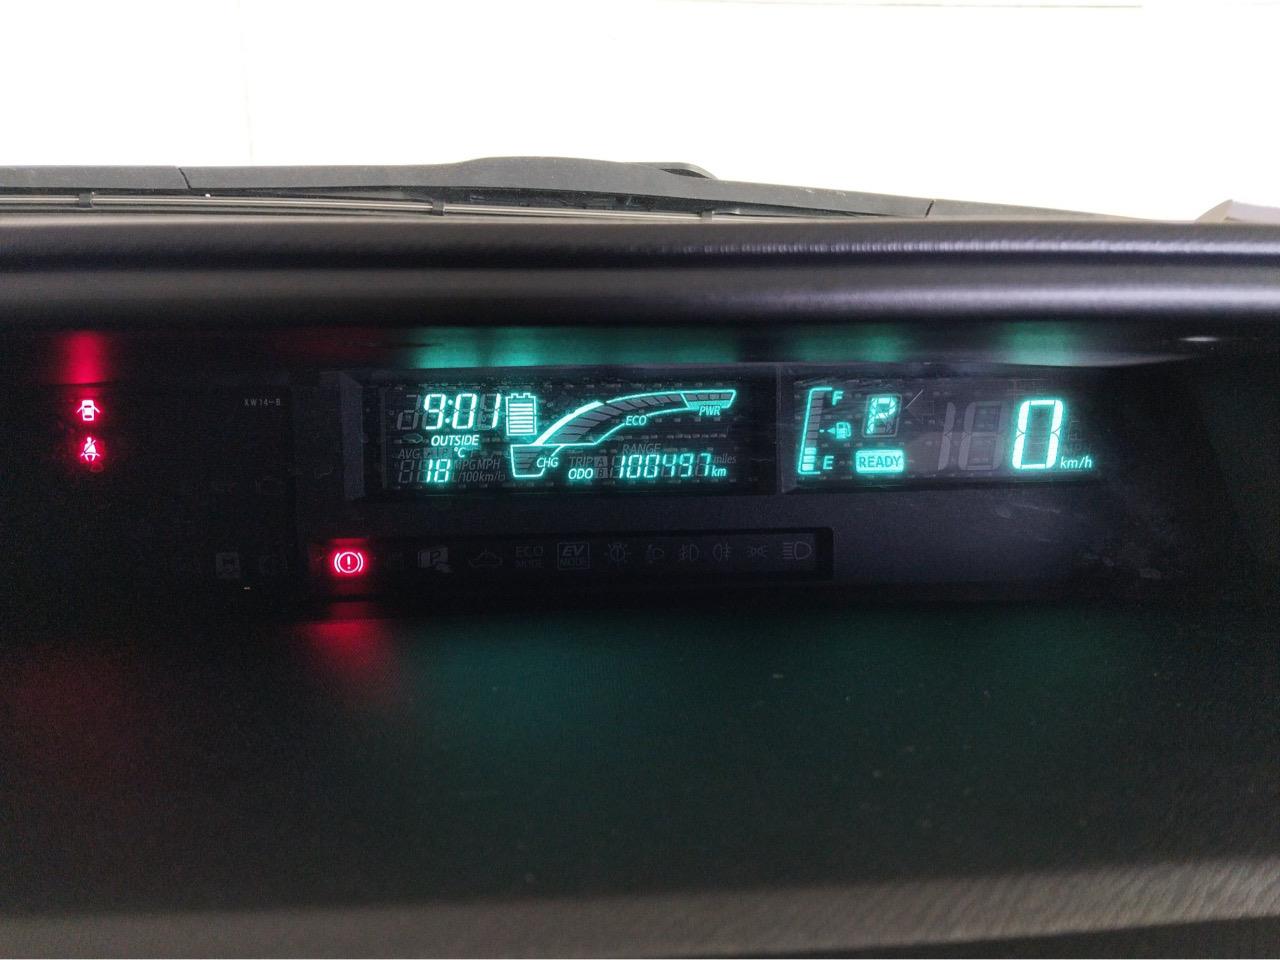 KW14-B
9:01
OUTSIDE
°C
18
AVG
MPG MPH
L/100km/h
ECO
PWR
CHG
RANGE
TRIP A
B
miles
ODO 100497 km
F
E
P
READY
0 km/h
P
ECO MODE
EV MODE